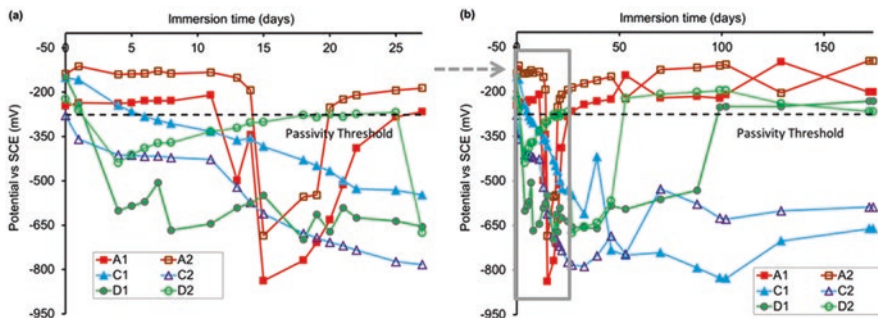 (a)
Immersion time (days)
0 5 10 15 20 25
-50
-200
-350
-500
-650
-800
-950
Potential vs SCE (mV)
Passivity Threshold
A1 A2
C1 C2
D1 D2
(b)
Immersion time (days)
0 50 100 150
-50
-200
-350
-500
-650
-800
-950
Potential vs SCE (mV)
Passivity Threshold
A1 A2
C1 C2
D1 D2